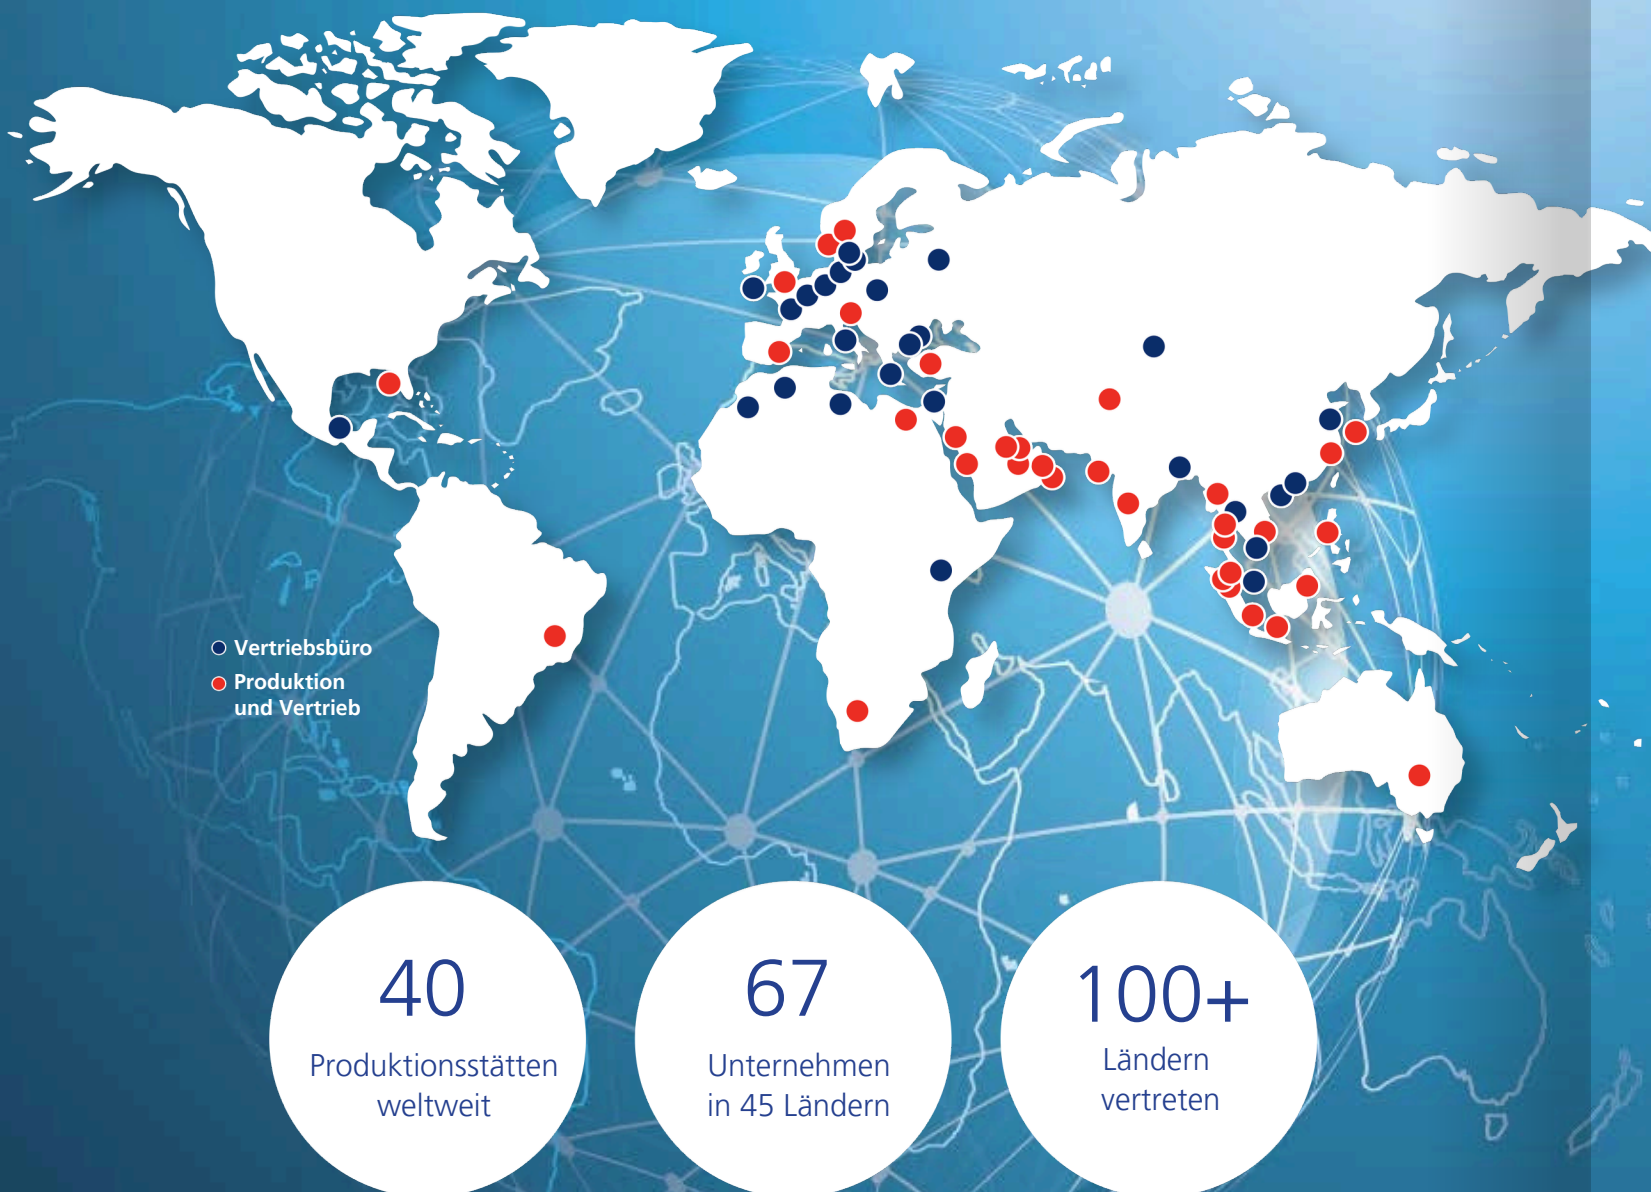 Vertriebsbüro
Produktion
und Vertrieb
40
Produktionsstätten
weltweit
67
Unternehmen
in 45 Ländern
100+
Ländern
vertreten